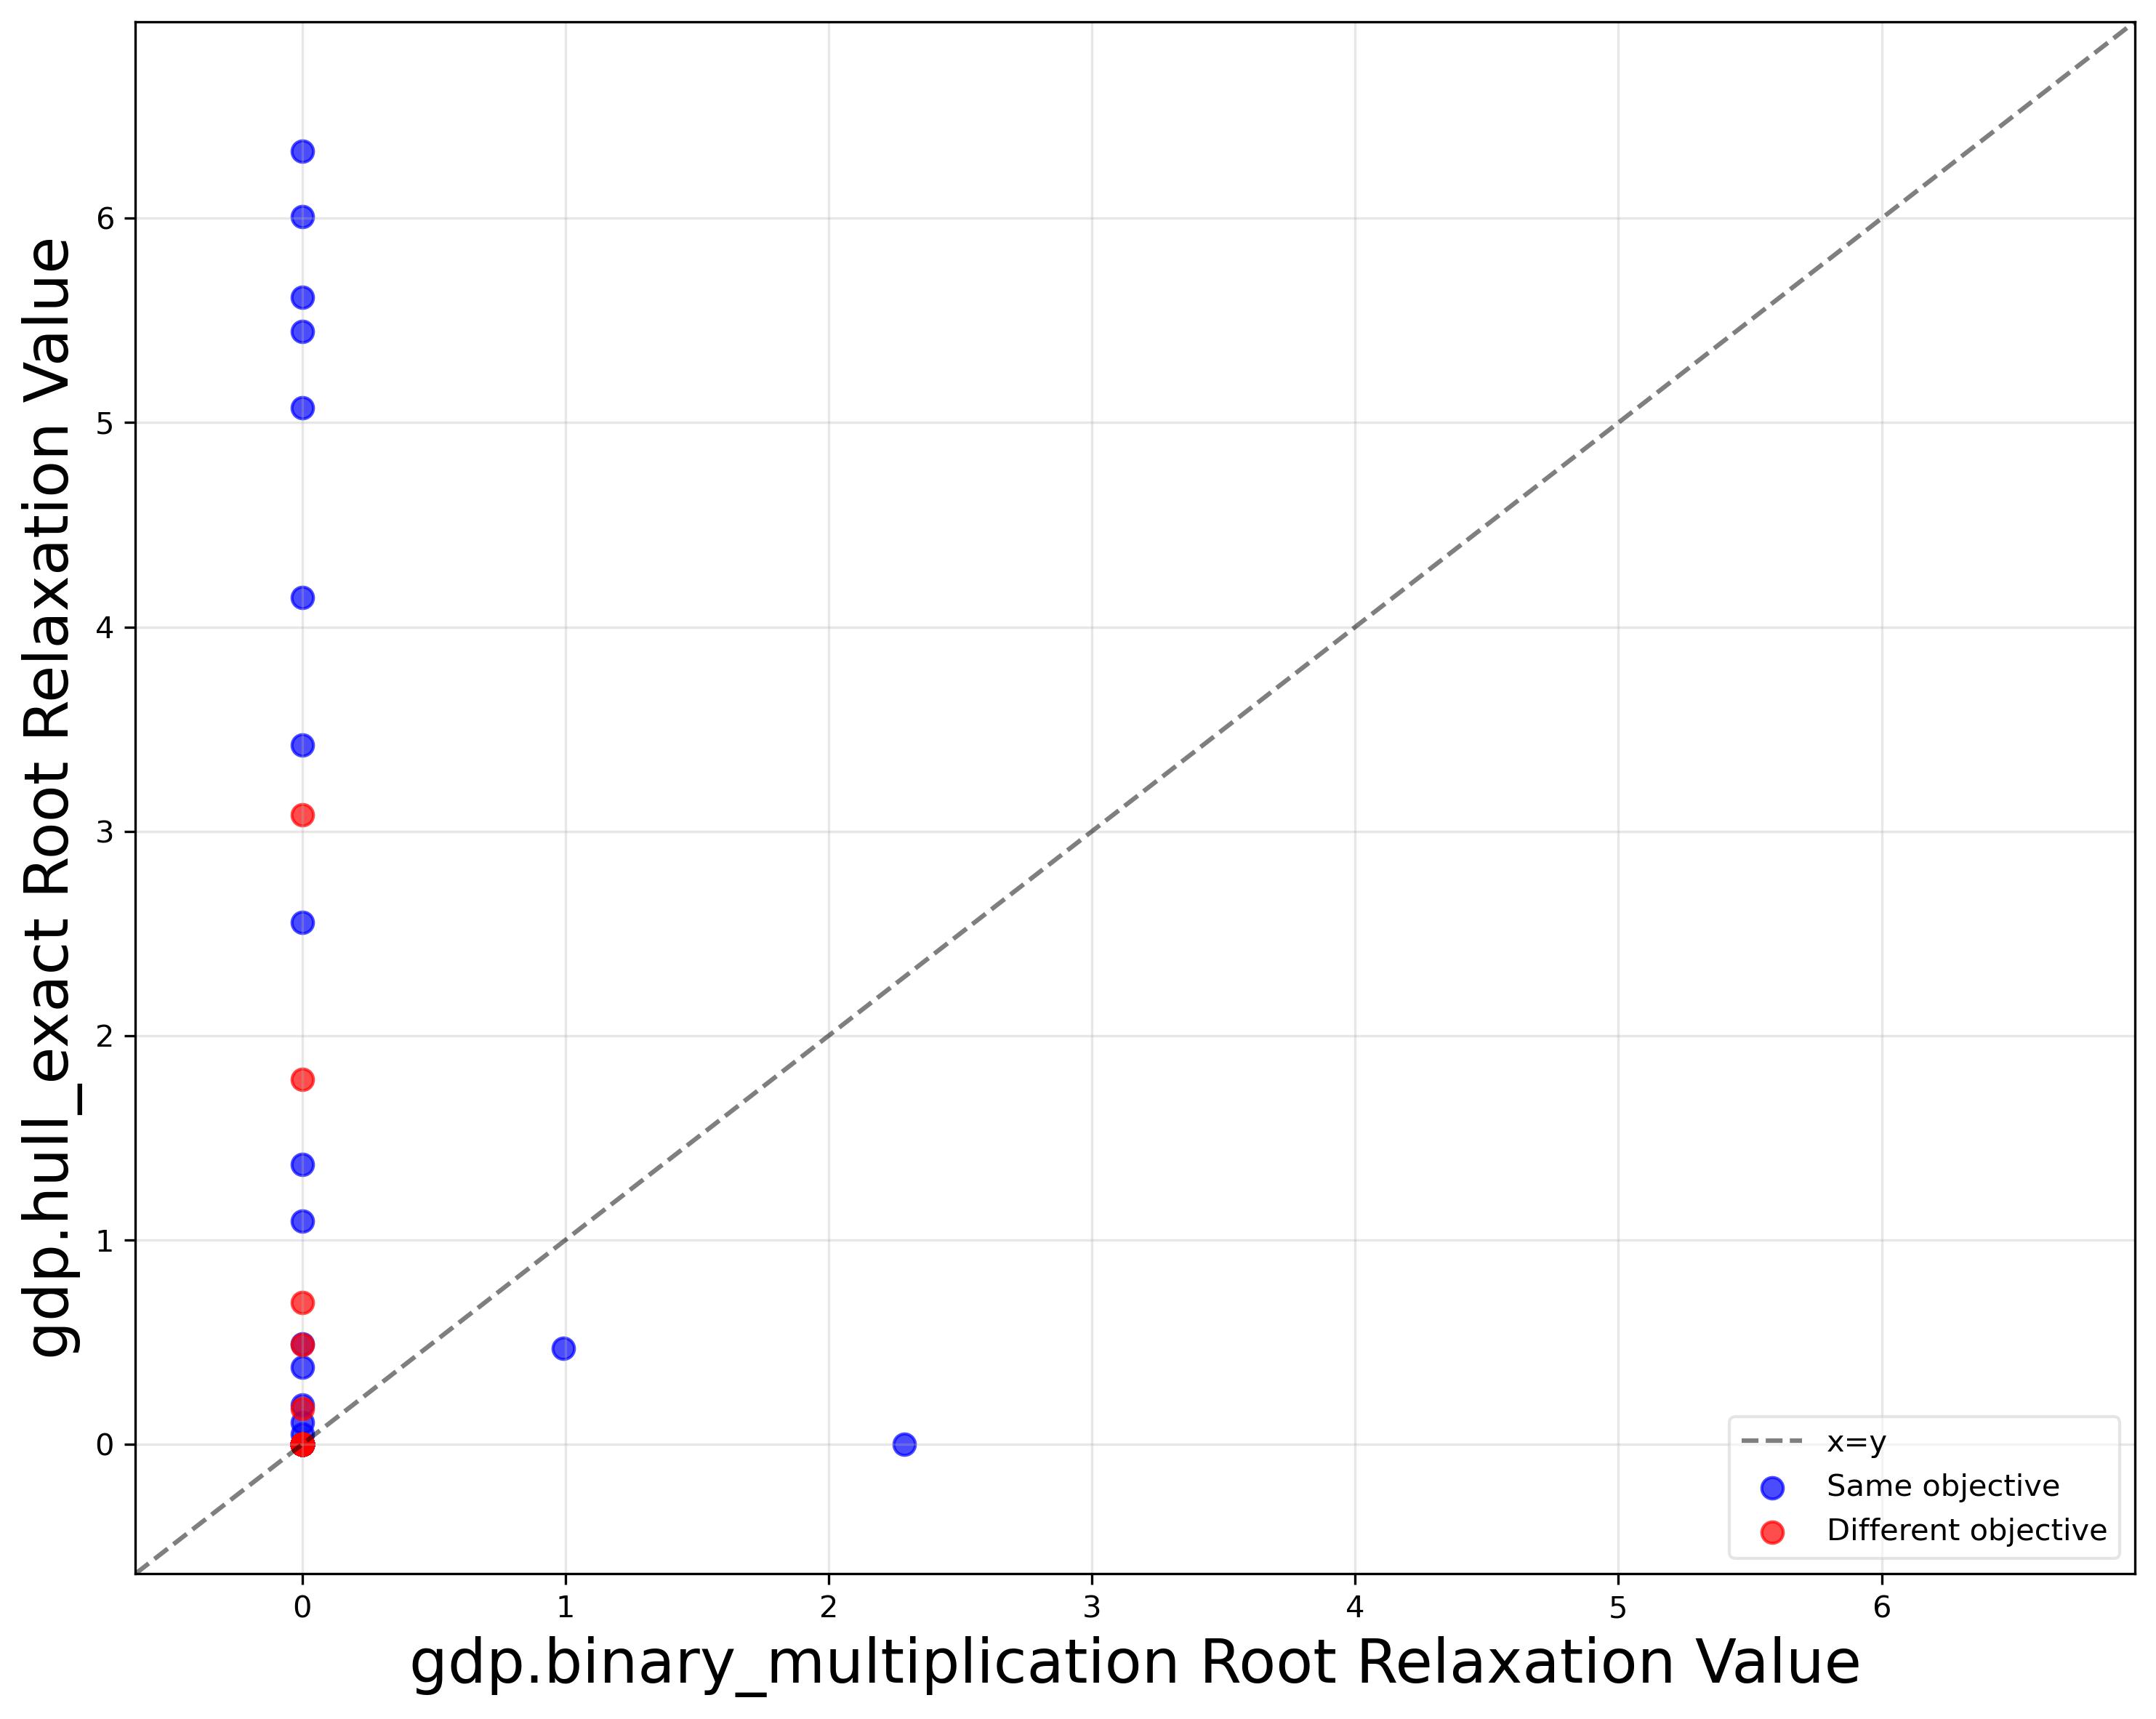 gdp.hull_exact Root Relaxation Value
6
5
4
3
2
1
0
0 1 2 3 4 5 6
gdp.binary_multiplication Root Relaxation Value
x=y
Same objective
Different objective